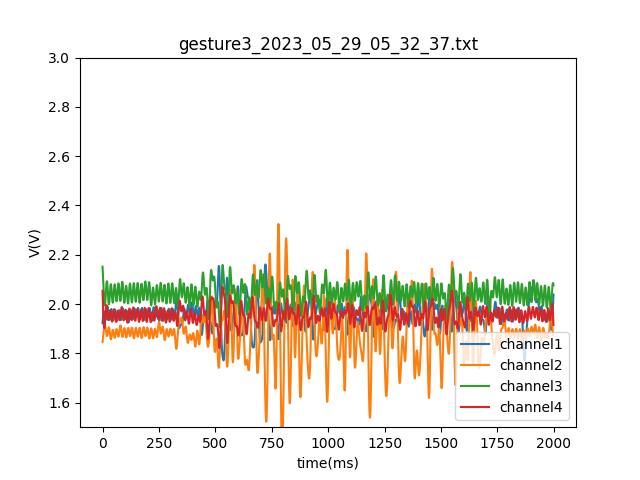 gesture3_2023_05_29_05_32_37.txt
3.0
2.8
2.6
2.4
2.2
2.0
1.8
1.6
V(V)
channel1
channel2
channel3
channel4
0 250 500 750 1000 1250 1500 1750 2000
time(ms)